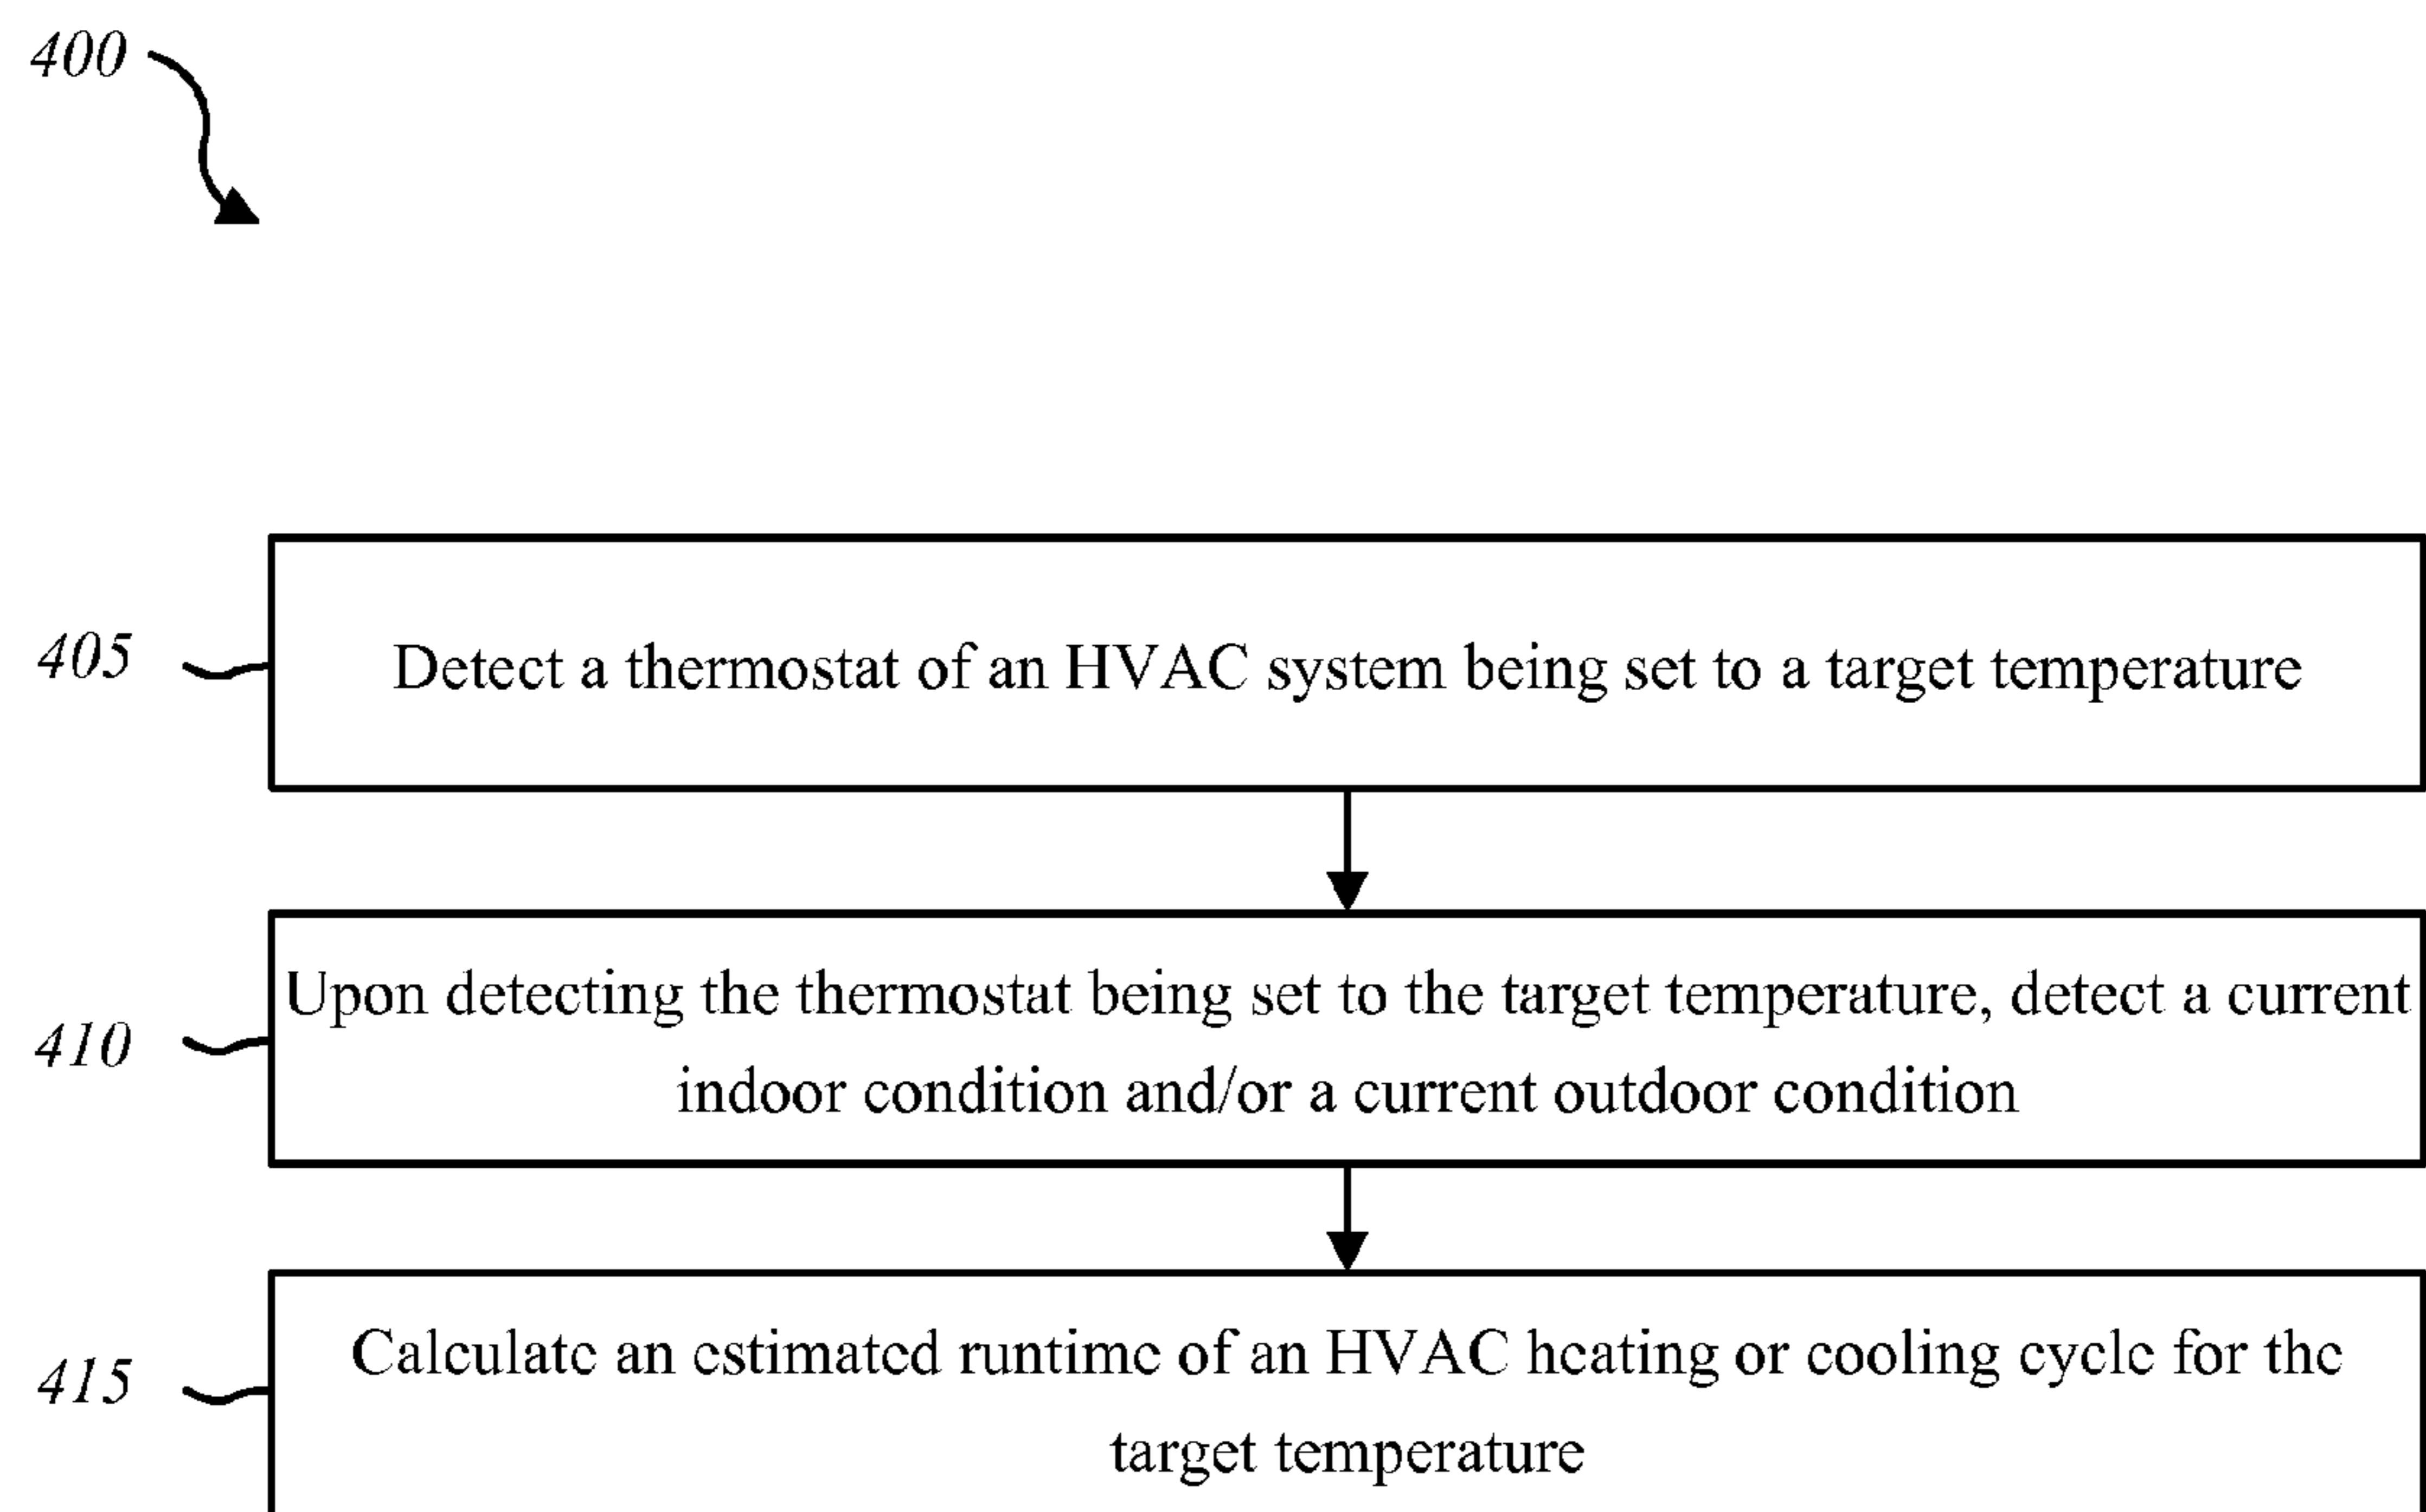 400
405
Detect a thermostat of an HVAC system being set to a target temperature
410
Upon detecting the thermostat being set to the target temperature, detect a current
indoor condition and/or a current outdoor condition
415
Calculate an estimated runtime of an HVAC heating or cooling cycle for the
target temperature